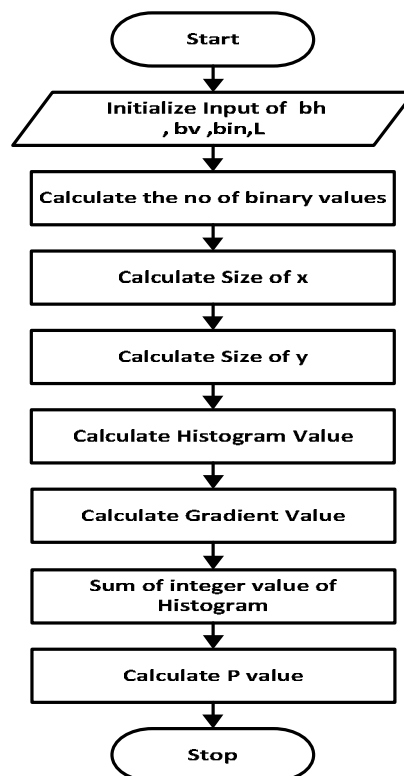 Start
Initialize Input of bh
, bv ,bin,L
Calculate the no of binary values
Calculate Size of x
Calculate Size of y
Calculate Histogram Value
Calculate Gradient Value
Sum of integer value of
Histogram
Calculate P value
Stop